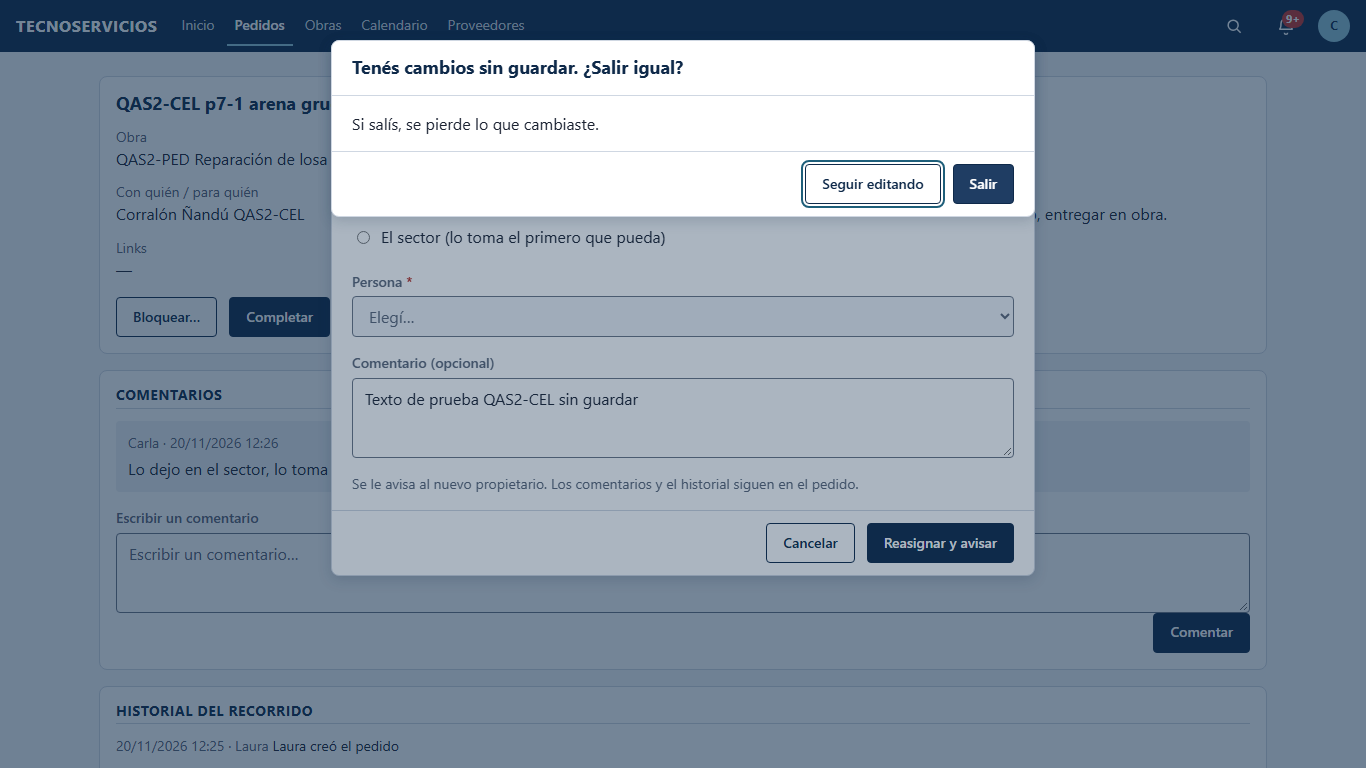 TECNOSERVICIOS Inicio Pedidos Obras Calendario Proveedores 9+ C
Tenés cambios sin guardar. ¿Salir igual?
Si salís, se pierde lo que cambiaste.
Seguir editando Salir
QAS2-CEL p7-1 arena gru
Obra
QAS2-PED Reparación de losa
Con quién / para quién
Corralón Ñandú QAS2-CEL
, entregar en obra.
Links
—
Bloquear... Completar
El sector (lo toma el primero que pueda)
Persona *
Elegí...
Comentario (opcional)
Texto de prueba QAS2-CEL sin guardar
Se le avisa al nuevo propietario. Los comentarios y el historial siguen en el pedido.
Cancelar Reasignar y avisar
COMENTARIOS
Carla · 20/11/2026 12:26
Lo dejo en el sector, lo toma
Escribir un comentario
Escribir un comentario...
Comentar
HISTORIAL DEL RECORRIDO
20/11/2026 12:25 · Laura Laura creó el pedido